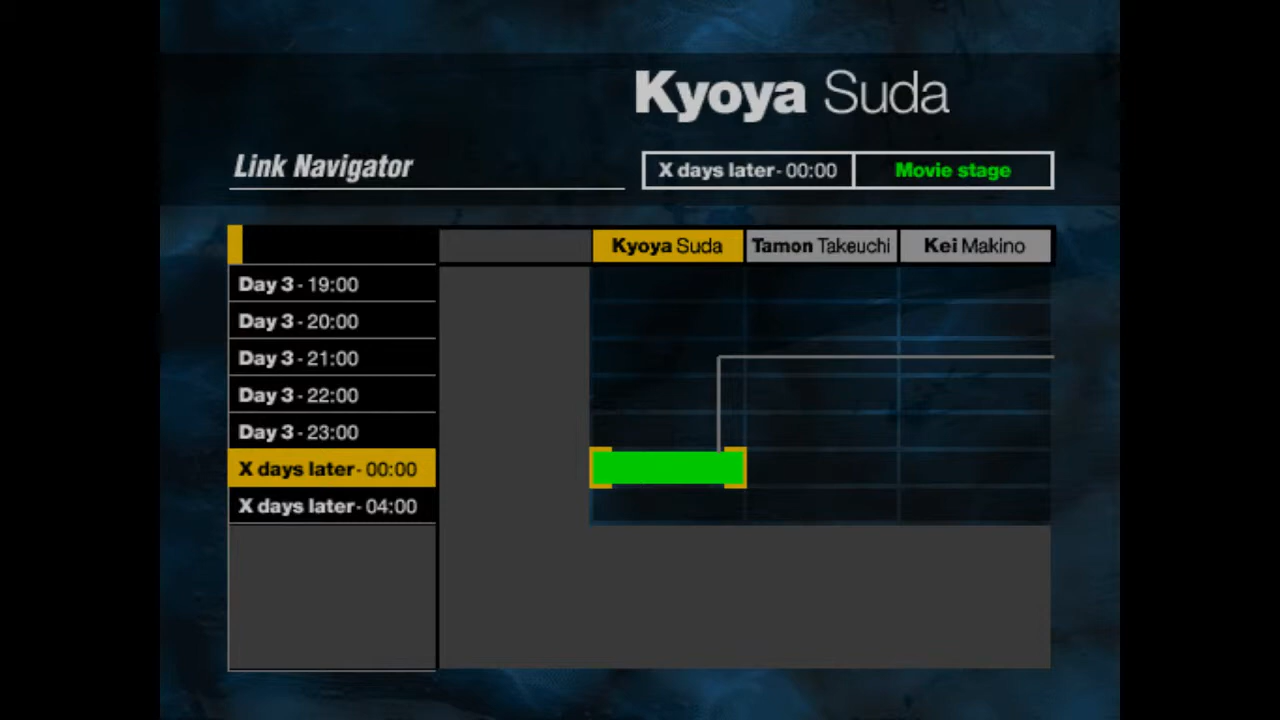 Kyoya Suda
Link Navigator
X days later - 00:00
Movie stage
Kyoya Suda
Tamon Takeuchi
Kei Makino
Day 3 - 19:00
Day 3 - 20:00
Day 3 - 21:00
Day 3 - 22:00
Day 3 - 23:00
X days later - 00:00
X days later - 04:00